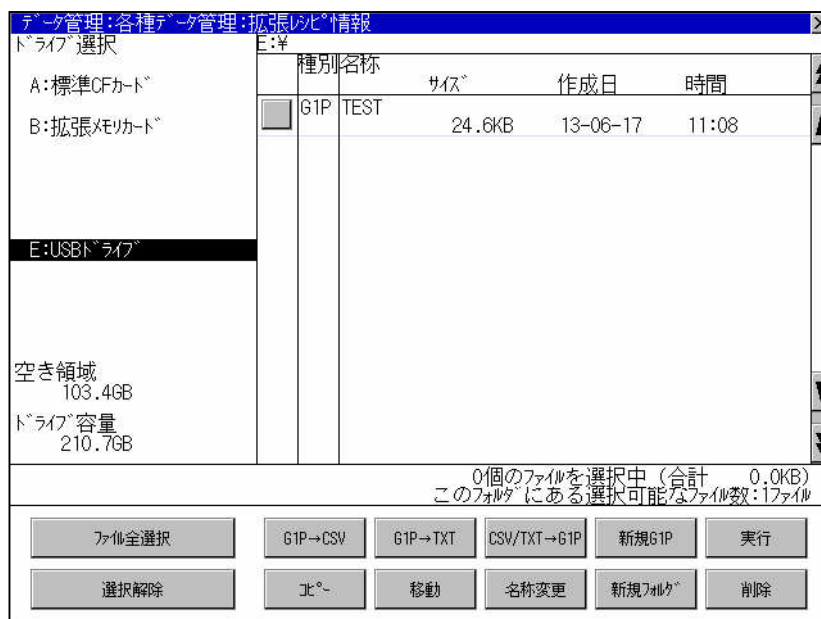 ﾃﾞｰﾀ管理:各種ﾃﾞｰﾀ管理:拡張ﾚｼﾋﾟ情報
ﾄﾞﾗｲﾌﾞ選択
E:¥
種別 名称
ｻｲｽﾞ 作成日 時間
A:標準CFｶｰﾄﾞ
G1P TEST
24.6KB 13-06-17 11:08
B:拡張ﾒﾓﾘｶｰﾄﾞ
E:USBﾄﾞﾗｲﾌﾞ
空き領域
103.4GB
ﾄﾞﾗｲﾌﾞ容量
210.7GB
0個のﾌｧｲﾙを選択中 (合計 0.0KB)
このﾌｫﾙﾀﾞにある選択可能なﾌｧｲﾙ数:1ﾌｧｲﾙ
ﾌｧｲﾙ全選択 G1P→CSV G1P→TXT CSV/TXT→G1P 新規G1P 実行
選択解除 ｺﾋﾟｰ 移動 名称変更 新規ﾌｫﾙﾀﾞ 削除